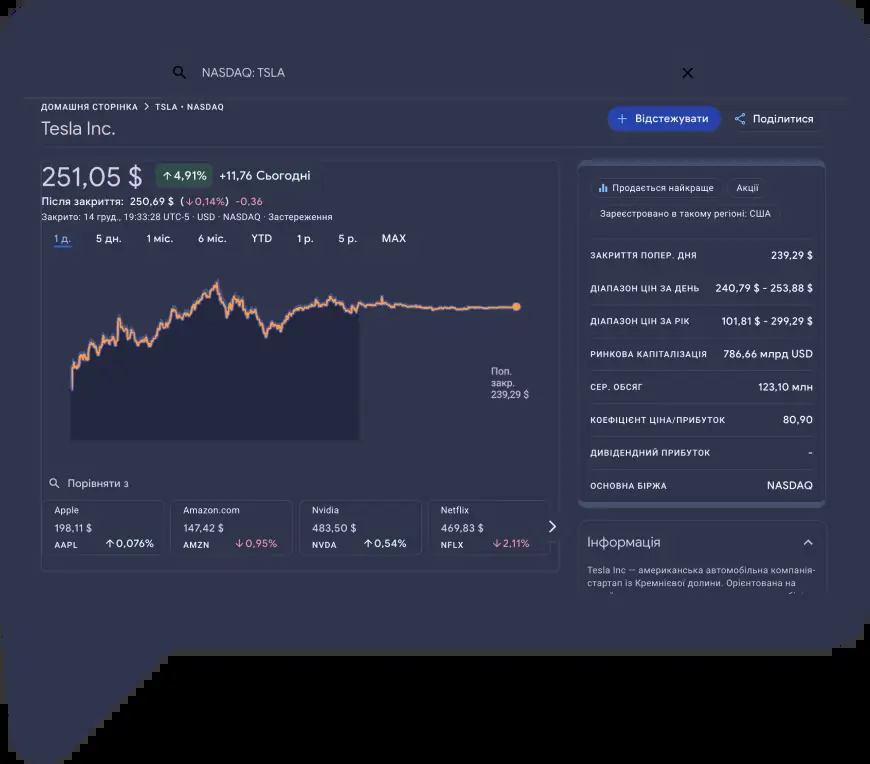 NASDAQ: TSLA
ДОМАШНЯ СТОРІНКА > TSLA • NASDAQ
Tesla Inc.
Відстежувати
Поділитися
251,05 $ ↑4,91% +11,76 Сьогодні
Після закриття: 250,69 $ (↓0,14%) -0,36
Закрито: 14 груд., 19:33:28 UTC-5 · USD · NASDAQ · Застереження
1 д. 5 дн. 1 міс. 6 міс. YTD 1 р. 5 р. MAX
Поп.
закр.
239,29 $
Порівняти з
Apple
198,11 $
AAPL ↑0,076%
Amazon.com
147,42 $
AMZN ↓0,95%
Nvidia
483,50 $
NVDA ↑0,54%
Netflix
469,83 $
NFLX ↓2,11%
Продається найкраще
Акції
Зареєстровано в такому регіоні: США
ЗАКРИТТЯ ПОПЕР. ДНЯ 239,29 $
ДІАПАЗОН ЦІН ЗА ДЕНЬ 240,79 $ - 253,88 $
ДІАПАЗОН ЦІН ЗА РІК 101,81 $ - 299,29 $
РИНКОВА КАПІТАЛІЗАЦІЯ 786,66 млрд USD
СЕР. ОБСЯГ 123,10 млн
КОЕФІЦІЄНТ ЦІНА/ПРИБУТОК 80,90
ДИВІДЕНДНИЙ ПРИБУТОК -
ОСНОВНА БІРЖА NASDAQ
Інформація
Tesla Inc — американська автомобільна компанія-
стартап із Кремнієвої долини. Орієнтована на